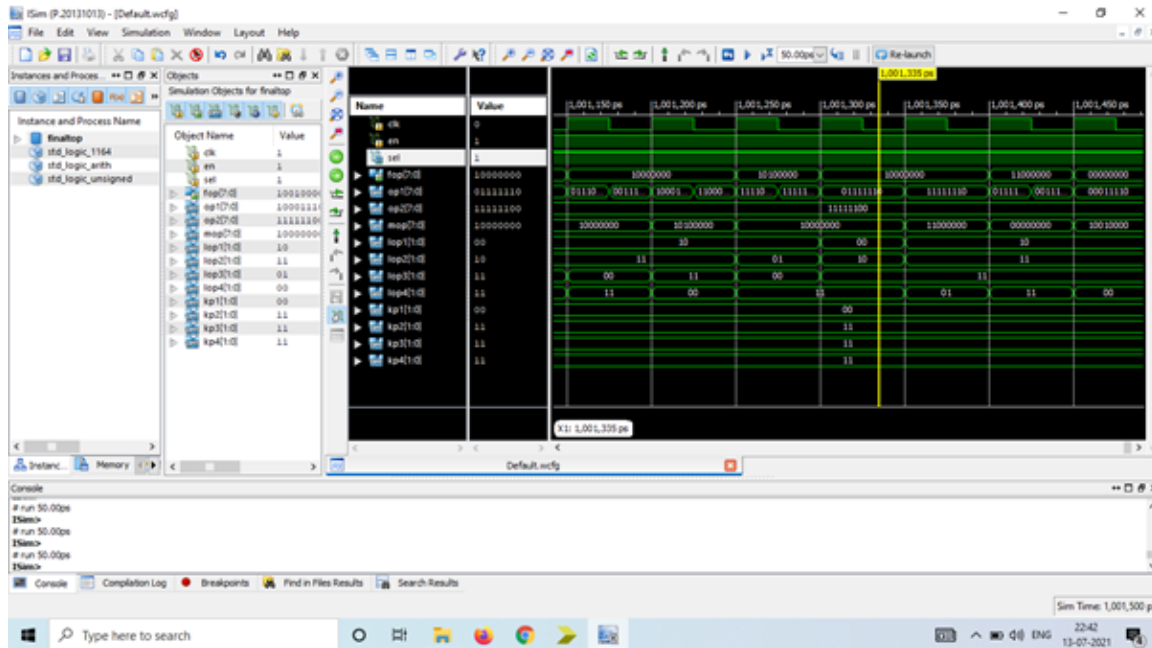 ISim (P.20131013) - [Default.wcfg]
File Edit View Simulation Window Layout Help
50.00ps Re-launch
Instances and Proces...
Instance and Process Name
finaltop
std_logic_1164
std_logic_arith
std_logic_unsigned
Objects
Simulation Objects for finaltop
Object Name Value
clk 1
en 1
sel 1
fop[7:0] 1001000
op1[7:0] 1000111
op2[7:0] 1111110
mop[7:0] 1000000
lop1[1:0] 10
lop2[1:0] 11
lop3[1:0] 01
lop4[1:0] 00
kp1[1:0] 00
kp2[1:0] 11
kp3[1:0] 11
kp4[1:0] 11
Name Value
clk 0
en 1
sel 1
fop[7:0] 10000000
op1[7:0] 01111110
op2[7:0] 11111100
mop[7:0] 10000000
lop1[1:0] 00
lop2[1:0] 10
lop3[1:0] 11
lop4[1:0] 11
kp1[1:0] 00
kp2[1:0] 11
kp3[1:0] 11
kp4[1:0] 11
1,001,335 ps
1,001,150 ps 1,001,200 ps 1,001,250 ps 1,001,300 ps 1,001,350 ps 1,001,400 ps 1,001,450 ps
10000000 10100000 10000000 11000000 00000000
01110... 00111... 10001... 11000... 11110... 11111... 01111110 11111110 01111... 00111... 00011110
11111100
10000000 10100000 10000000 11000000 00000000 10010000
10 00 10
11 01 10 11
00 11 00 11
11 00 11 01 11 00
00
11
11
11
X1: 1,001,335 ps
Instanc... Memory
Default.wcfg
Console
# run 50.00ps
ISim>
# run 50.00ps
ISim>
# run 50.00ps
ISim>
Console Compilation Log Breakpoints Find in Files Results Search Results
Sim Time: 1,001,500 p
Type here to search
ENG
22:42
13-07-2021